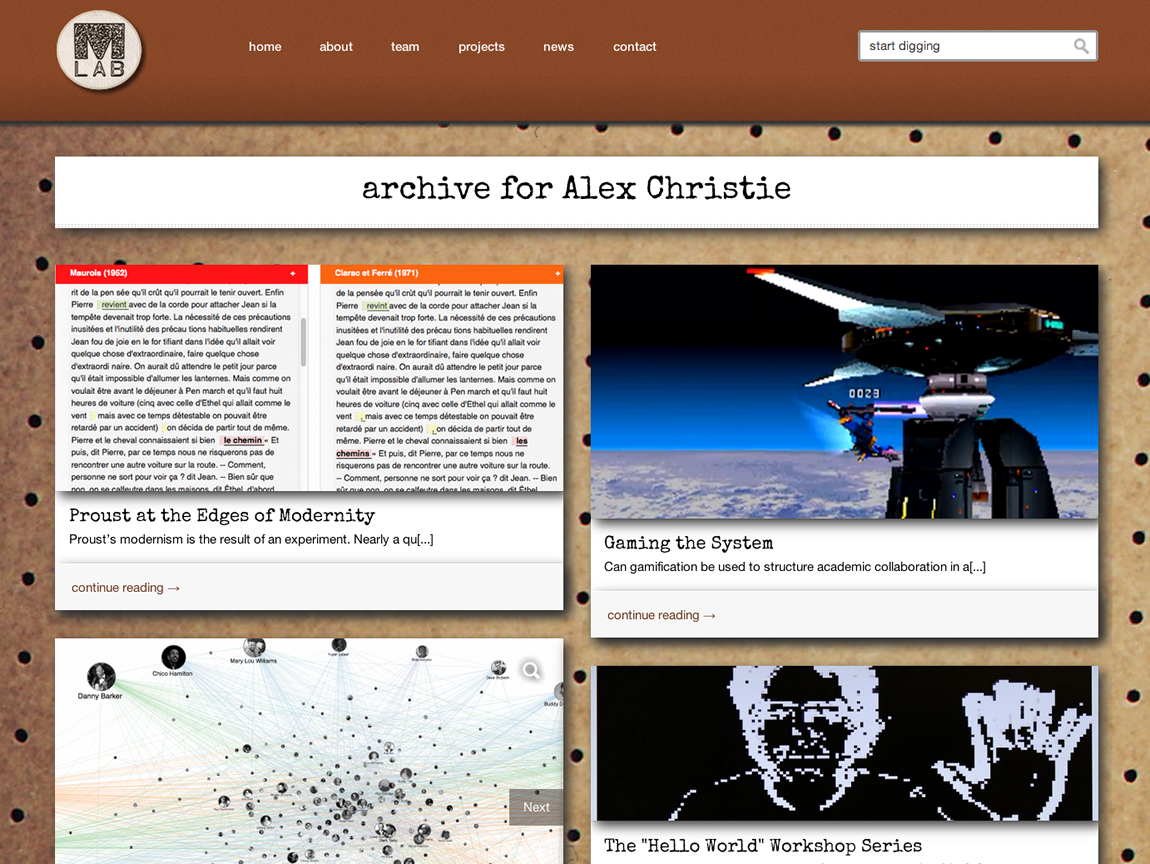 M
LAB
home about team projects news contact
start digging
archive for Alex Christie
Maurois (1952) +
rit de la pen sée qu'il crût qu'il pourrait le tenir ouvert. Enfin
Pierre revient avec de la corde pour attacher Jean si la
tempête devenait trop forte. La nécessité de ces précautions
inusitées et l'inutilité des précau tions habituelles rendirent
Jean fou de joie en le for tifiant dans l'idée qu'il allait voir
quelque chose d'extraordinaire, faire quelque chose
d'extraordi naire. On aurait dû attendre le petit jour parce
qu'il était impossible d'allumer les lanternes. Mais comme on
voulait être avant le déjeuner à Pen march et qu'il faut huit
heures de voiture (cinq avec celle d'Ethel qui allait comme le
vent mais avec ce temps détestable on pouvait être
retardé par un accident) on décida de partir tout de même.
Pierre et le cheval connaissaient si bien le chemin « Et
puis, dit Pierre, par ce temps nous ne risquerons pas de
rencontrer une autre voiture sur la route. -- Comment,
personne ne sort pour voir ça ? dit Jean. -- Bien sûr
que non, on se calfeutre dans les maisons, dit Éthel, d'abord
Clarac et Ferré (1971) +
de la pensée qu'il crût qu'il pourrait le tenir ouvert. Enfin
Pierre revint avec de la corde pour attacher Jean si la
tempête devenait trop forte. La nécessité de ces précautions
inusitées et l'inutilité des précau tions habituelles rendirent
Jean fou de joie en le for tifiant dans l'idée qu'il allait voir
quelque chose d'extraordinaire, faire quelque chose
d'extraordi naire. On aurait dû attendre le petit jour parce
qu'il était impossible d'allumer les lanternes. Mais comme on
voulait être avant le déjeuner à Pen march et qu'il faut huit
heures de voiture (cinq avec celle d'Ethel qui allait comme le
vent mais avec ce temps détestable on pouvait être
retardé par un accident) on décida de partir tout de
même. Pierre et le cheval connaissaient si bien les
chemins « Et puis, dit Pierre, par ce temps nous ne
risquerons pas de rencontrer une autre voiture sur la route.
-- Comment, personne ne sort pour voir ça ? dit Jean. -- Bien
sûr que non, on se calfeutre dans les maisons, dit Éthel,
0023
Proust at the Edges of Modernity
Proust's modernism is the result of an experiment. Nearly a qu[...]
continue reading →
Gaming the System
Can gamification be used to structure academic collaboration in a[...]
continue reading →
Danny Barker
Chico Hamilton
Mary Lou Williams
Buddy D
Next
The "Hello World" Workshop Series